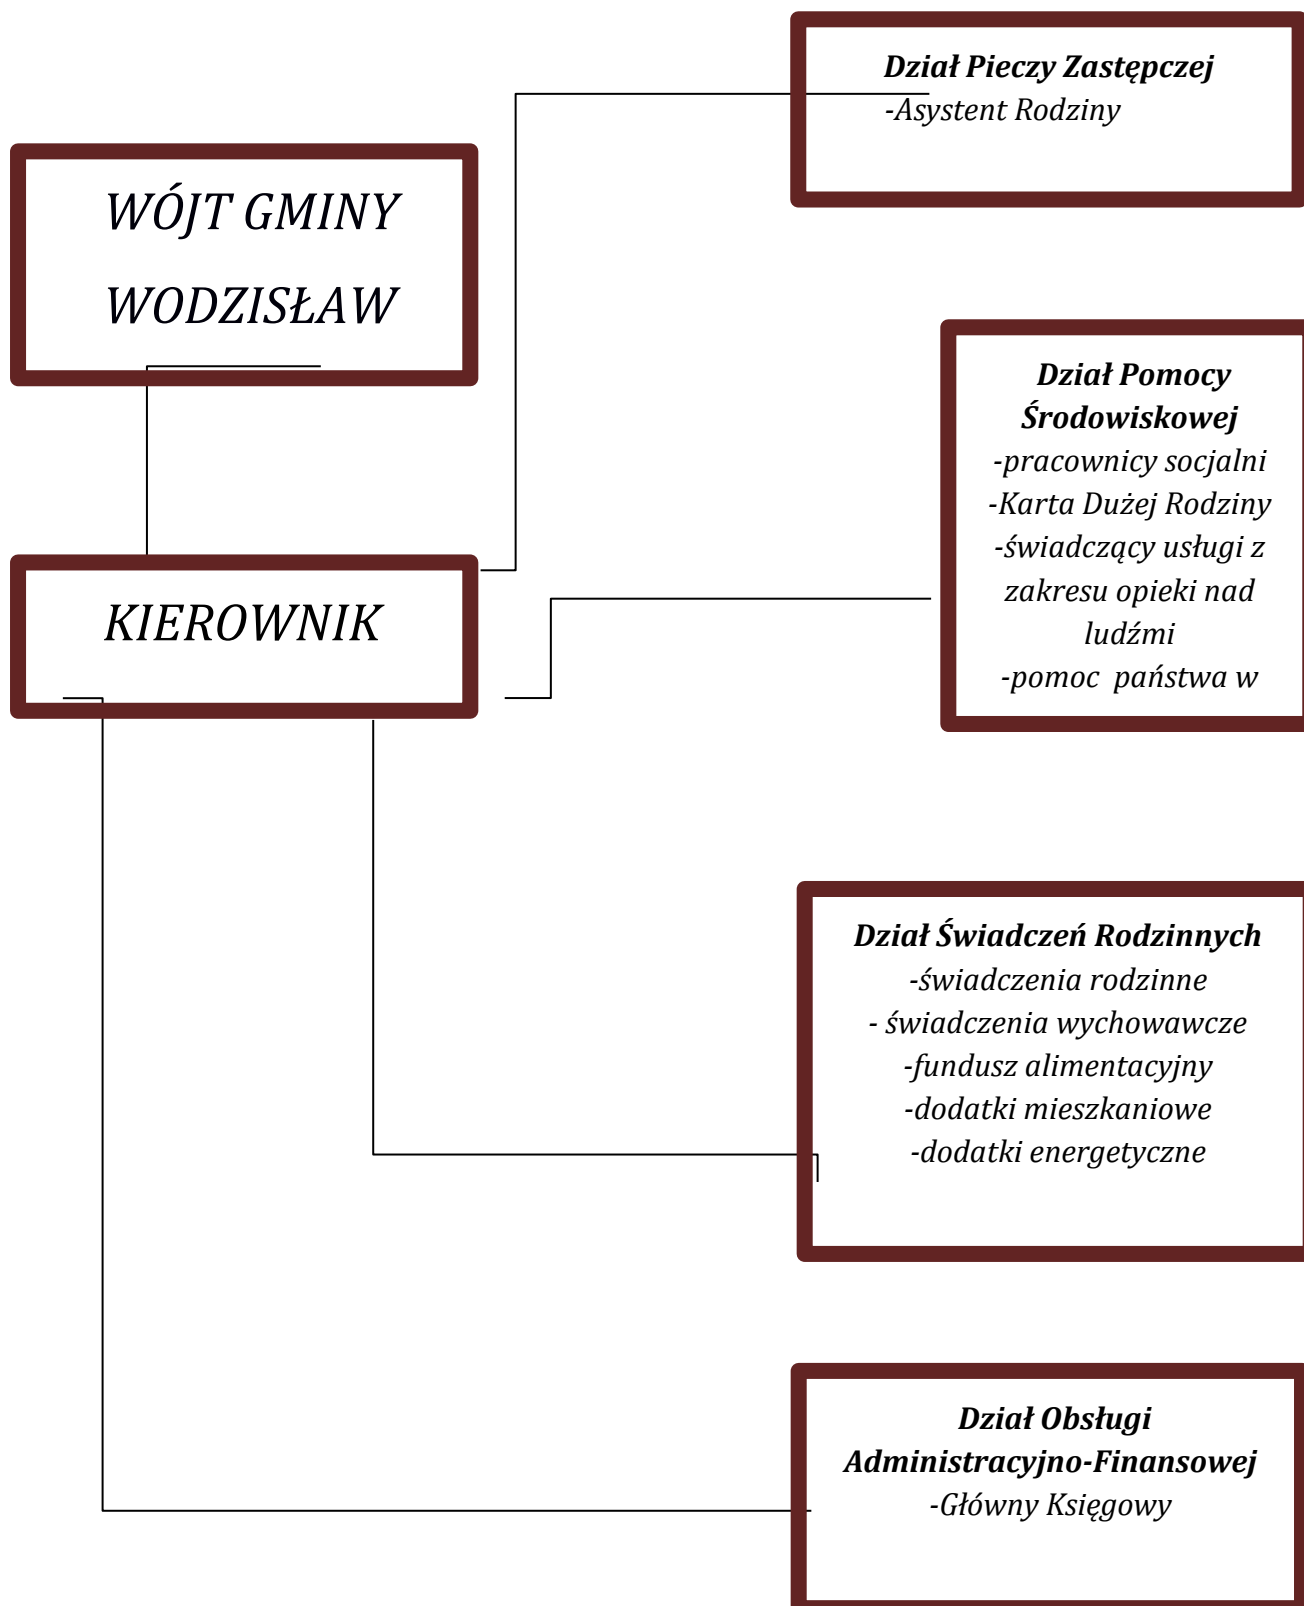 Dział Pieczy Zastępczej
-Asystent Rodziny
WÓJT GMINY
WODZISŁAW
Dział Pomocy
Środowiskowej
-pracownicy socjalni
-Karta Dużej Rodziny
-świadczący usługi z
zakresu opieki nad
ludźmi
-pomoc  państwa w
KIEROWNIK
Dział Świadczeń Rodzinnych
-świadczenia rodzinne
- świadczenia wychowawcze
-fundusz alimentacyjny
-dodatki mieszkaniowe
-dodatki energetyczne
Dział Obsługi
Administracyjno-Finansowej
-Główny Księgowy